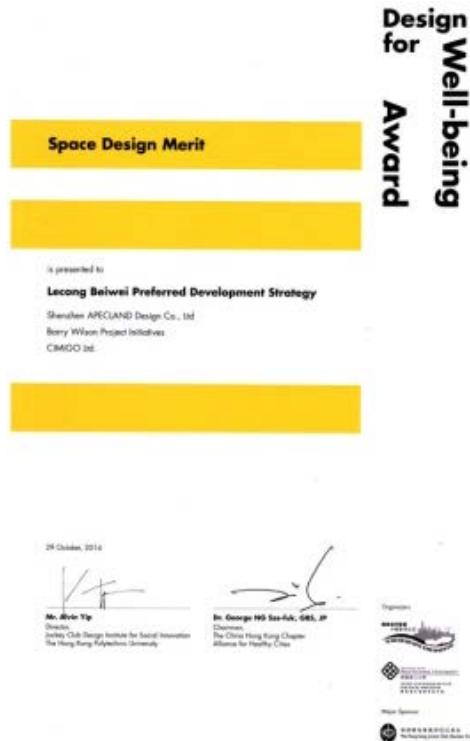 Design
for
Well-being
Award
Space Design Merit
is presented to
Lecong Beiwei Preferred Development Strategy
Shenzhen APECLAND Design Co., Ltd
Barry Wilson Project Initiatives
CIMIGO Ltd.
29 October, 2016
Mr. Alvin Yip
Director,
Jockey Club Design Institute for Social Innovation
The Hong Kong Polytechnic University
Dr. George NG Sze-fuk, GBS, JP
Chairman,
The China Hong Kong Chapter
Alliance for Healthy Cities
Organizers
Major Sponsor